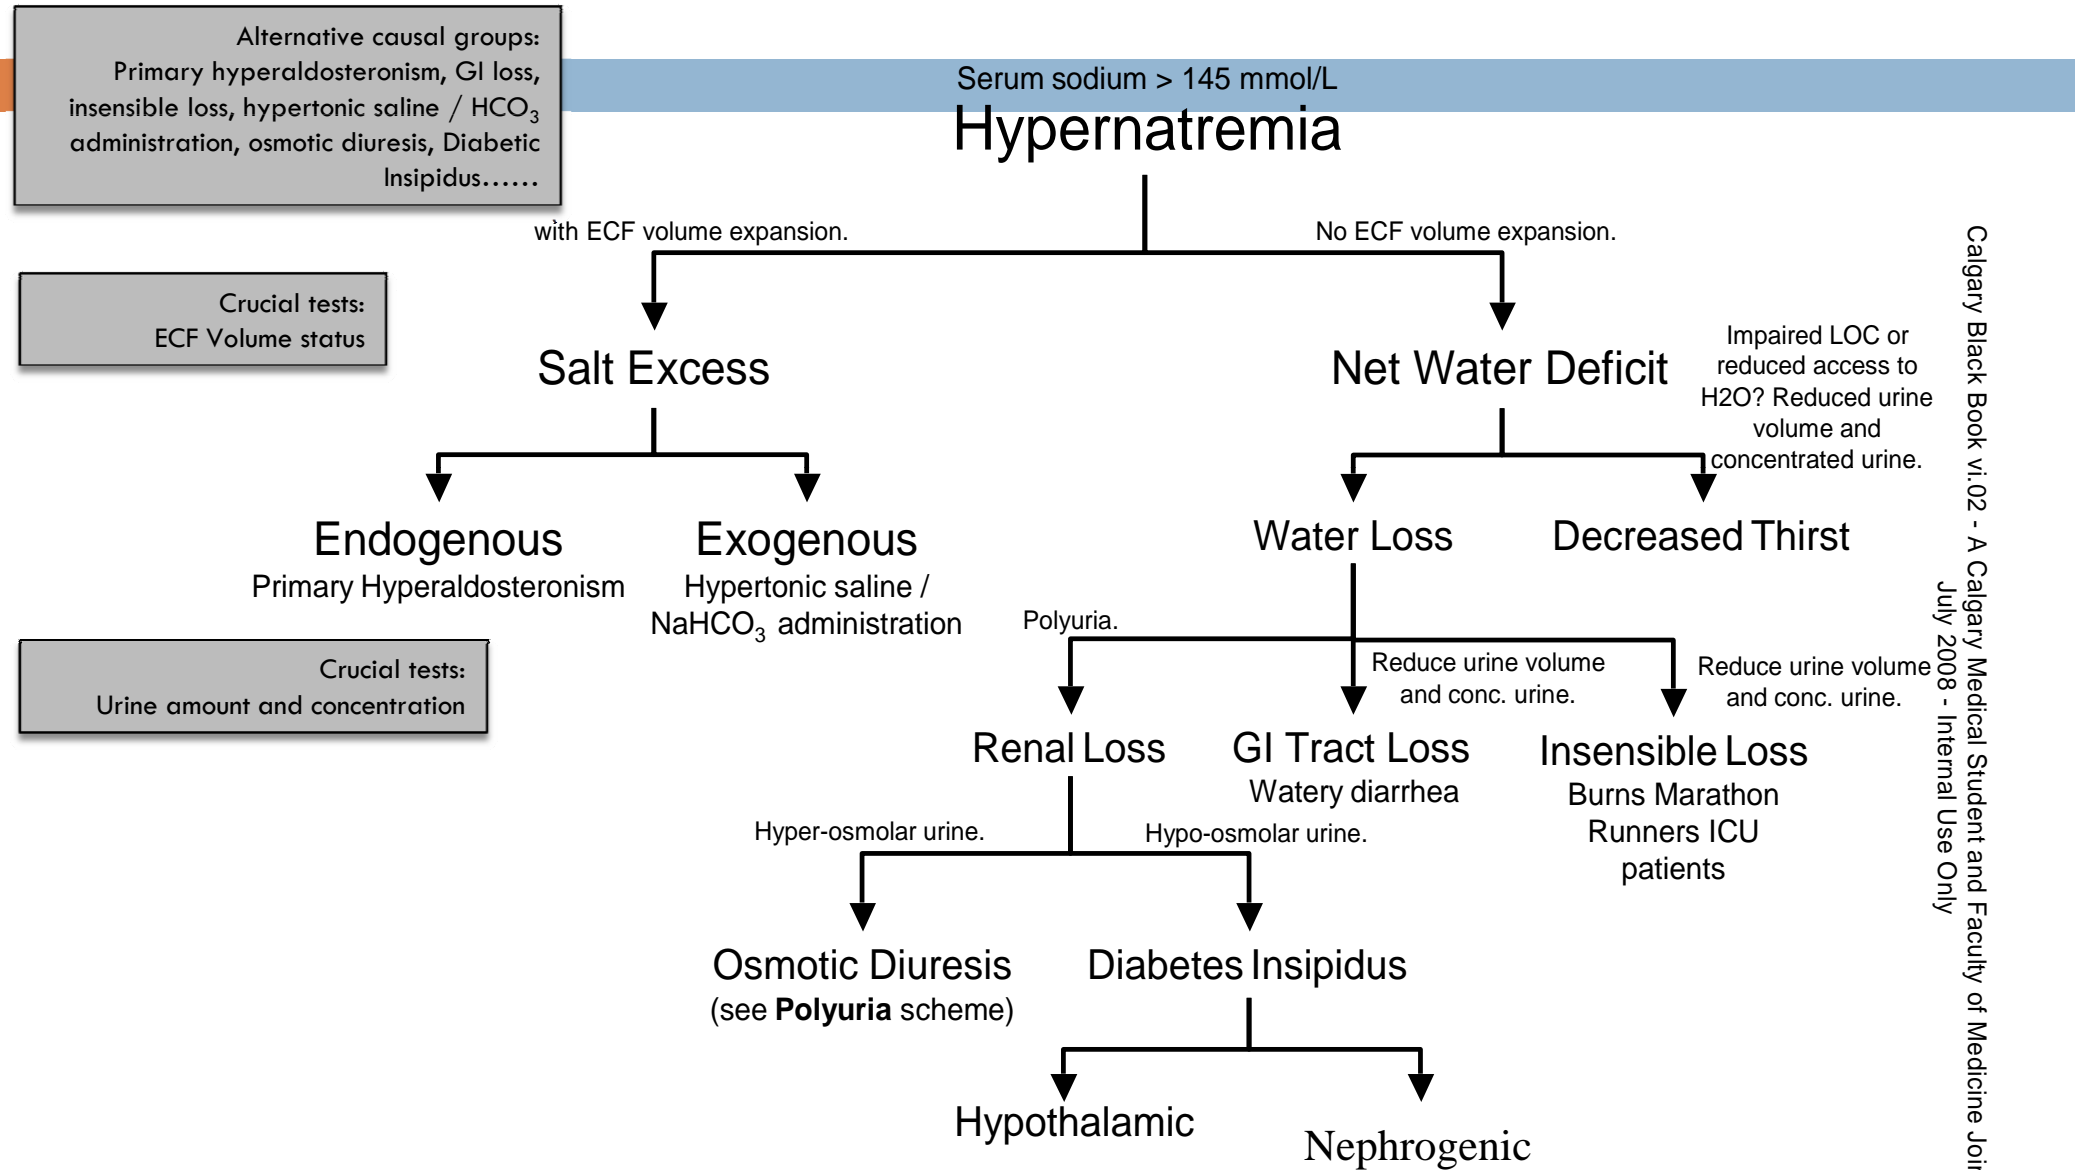 Alternative causal groups:
Primary hyperaldosteronism, GI loss,
insensible loss, hypertonic saline / HCO₃
administration, osmotic diuresis, Diabetic
Insipidus......
Serum sodium > 145 mmol/L
Hypernatremia
with ECF volume expansion.
No ECF volume expansion.
Crucial tests:
ECF Volume status
Salt Excess
Net Water Deficit
Impaired LOC or
reduced access to
H2O? Reduced urine
volume and
concentrated urine.
Endogenous
Primary Hyperaldosteronism
Exogenous
Hypertonic saline /
NaHCO₃ administration
Water Loss
Decreased Thirst
Crucial tests:
Urine amount and concentration
Polyuria.
Reduce urine volume
and conc. urine.
Reduce urine volume
and conc. urine.
Renal Loss
GI Tract Loss
Watery diarrhea
Insensible Loss
Burns Marathon
Runners ICU
patients
Hyper-osmolar urine.
Hypo-osmolar urine.
Osmotic Diuresis
(see Polyuria scheme)
Diabetes Insipidus
Hypothalamic
Nephrogenic
Calgary Black Book vi.02 - A Calgary Medical Student and Faculty of Medicine
July 2008 - Internal Use Only